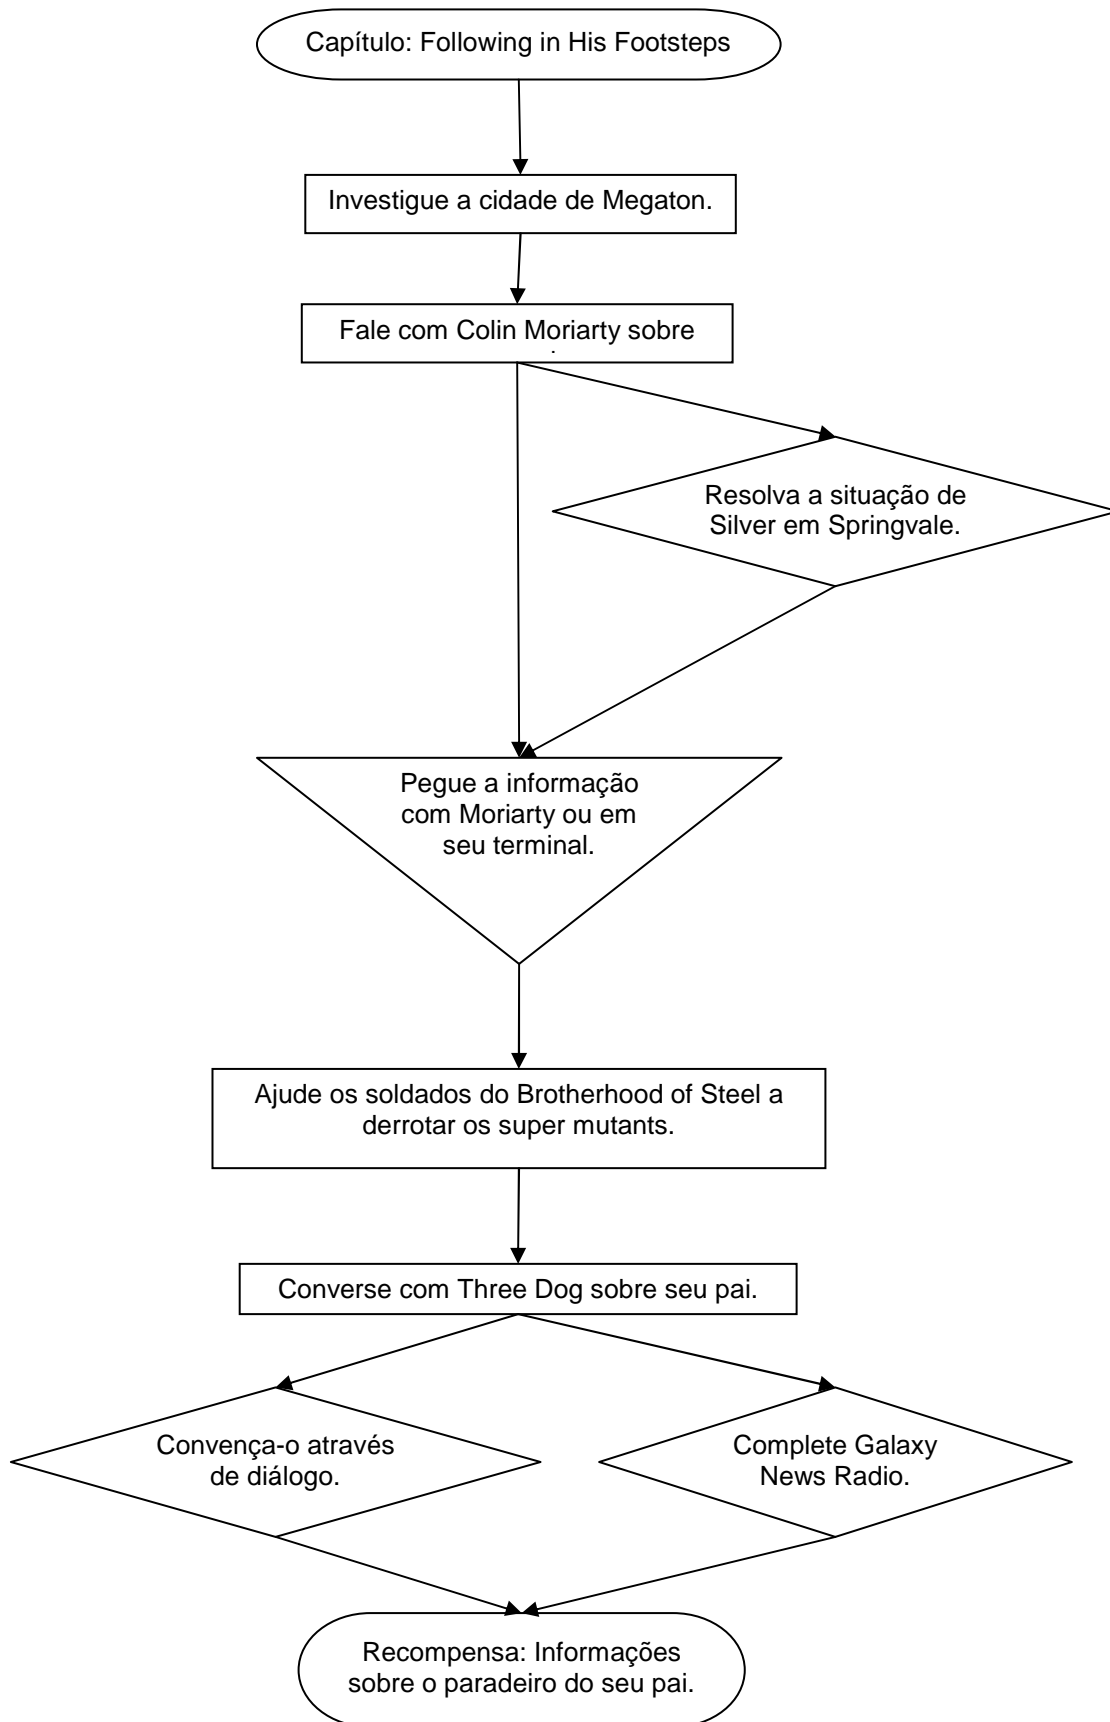 Capítulo: Following in His Footsteps
Investigue a cidade de Megaton.
Fale com Colin Moriarty sobre
Resolva a situação de
Silver em Springvale.
Pegue a informação
com Moriarty ou em
seu terminal.
Ajude os soldados do Brotherhood of Steel a
derrotar os super mutants.
Converse com Three Dog sobre seu pai.
Convença-o através
de diálogo.
Complete Galaxy
News Radio.
Recompensa: Informações
sobre o paradeiro do seu pai.